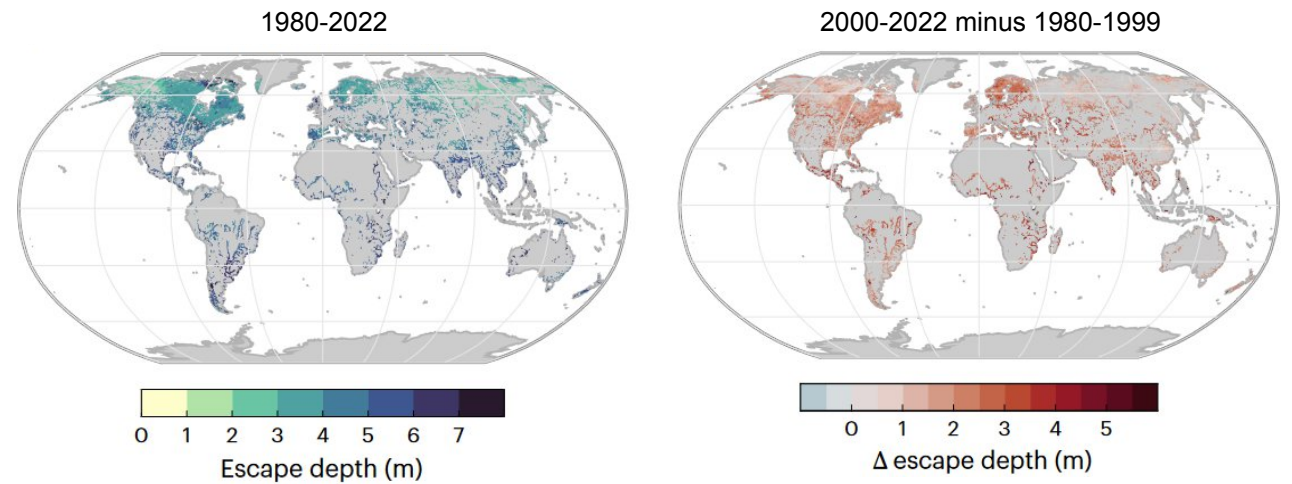 1980-2022
2000-2022 minus 1980-1999
0 1 2 3 4 5 6 7
Escape depth (m)
0 1 2 3 4 5
Δ escape depth (m)